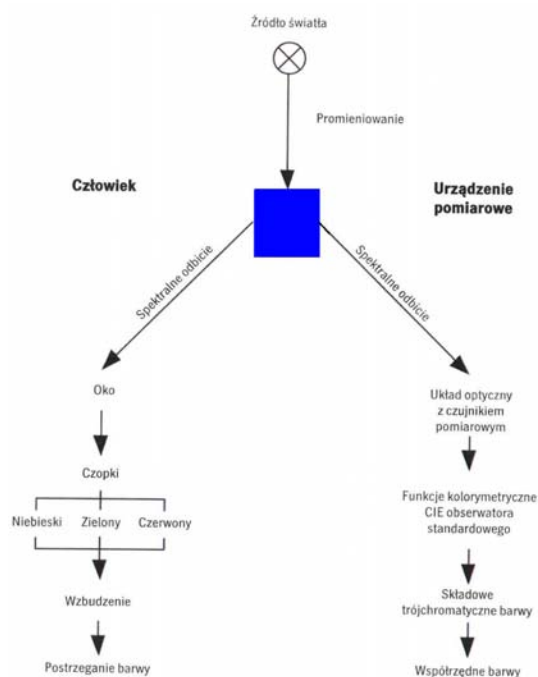 Źródło światła
Promieniowanie
Człowiek
Urządzenie
pomiarowe
Spektralne odbicie
Spektralne odbicie
Oko
Czopki
Niebieski Zielony Czerwony
Wzbudzenie
Postrzeganie barwy
Układ optyczny
z czujnikiem
pomiarowym
Funkcje kolorymetryczne
CIE obserwatora
standardowego
Składowe
trójchromatyczne barwy
Współrzędne barwy